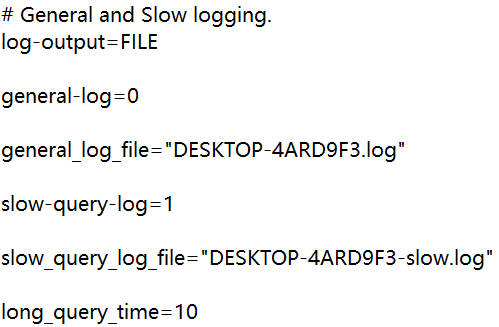 # General and Slow logging.
log-output=FILE
general-log=0
general_log_file="DESKTOP-4ARD9F3.log"
slow-query-log=1
slow_query_log_file="DESKTOP-4ARD9F3-slow.log"
long_query_time=10